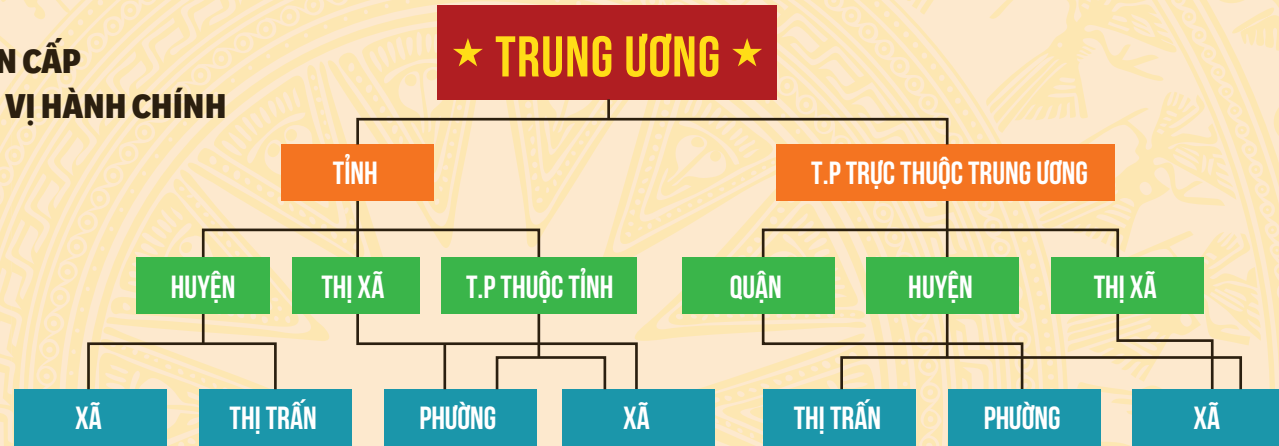 N CẤP
VỊ HÀNH CHÍNH
★ TRUNG ƯƠNG ★
TỈNH
T.P TRỰC THUỘC TRUNG ƯƠNG
HUYỆN
THỊ XÃ
T.P THUỘC TỈNH
QUẬN
HUYỆN
THỊ XÃ
XÃ
THỊ TRẤN
PHƯỜNG
XÃ
THỊ TRẤN
PHƯỜNG
XÃ